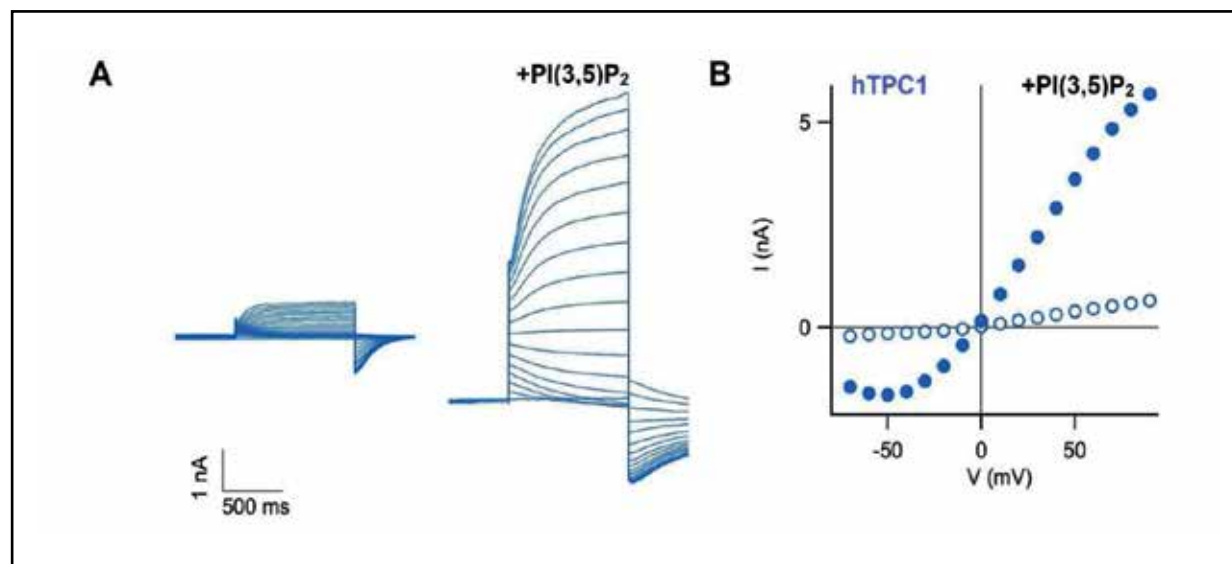 A
+PI(3,5)P₂
1 nA
500 ms
B
hTPC1
+PI(3,5)P₂
5
0
I (nA)
-50
0
50
V (mV)